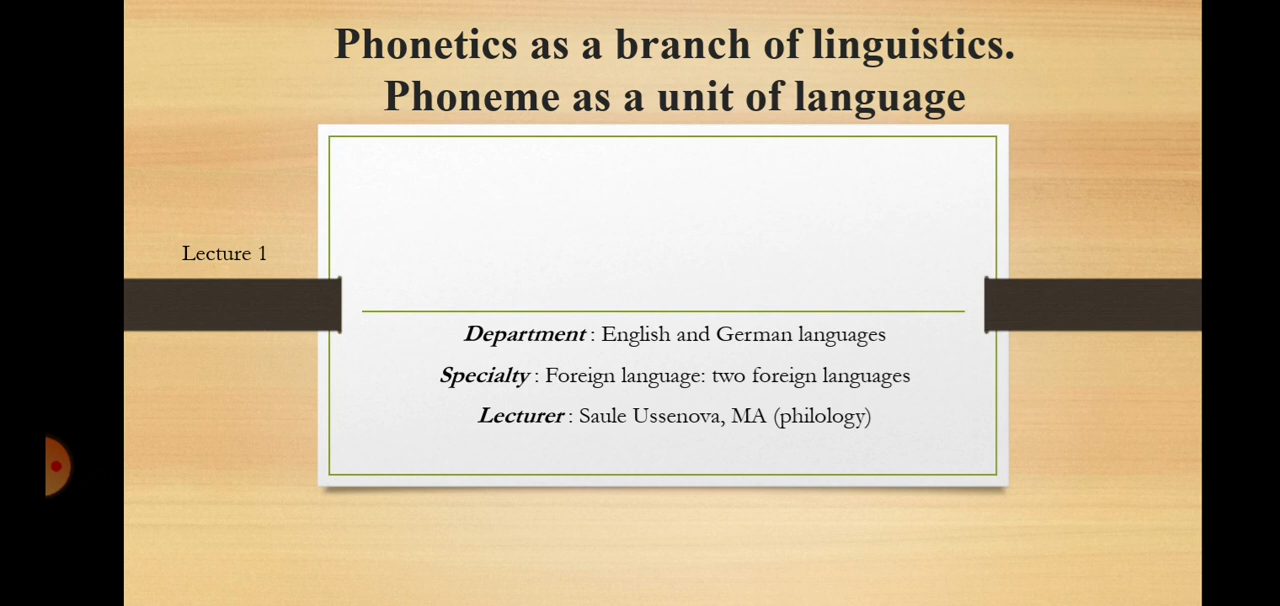 Phonetics as a branch of linguistics.
Phoneme as a unit of language
Lecture 1
Department : English and German languages
Specialty : Foreign language: two foreign languages
Lecturer : Saule Ussenova, MA (philology)